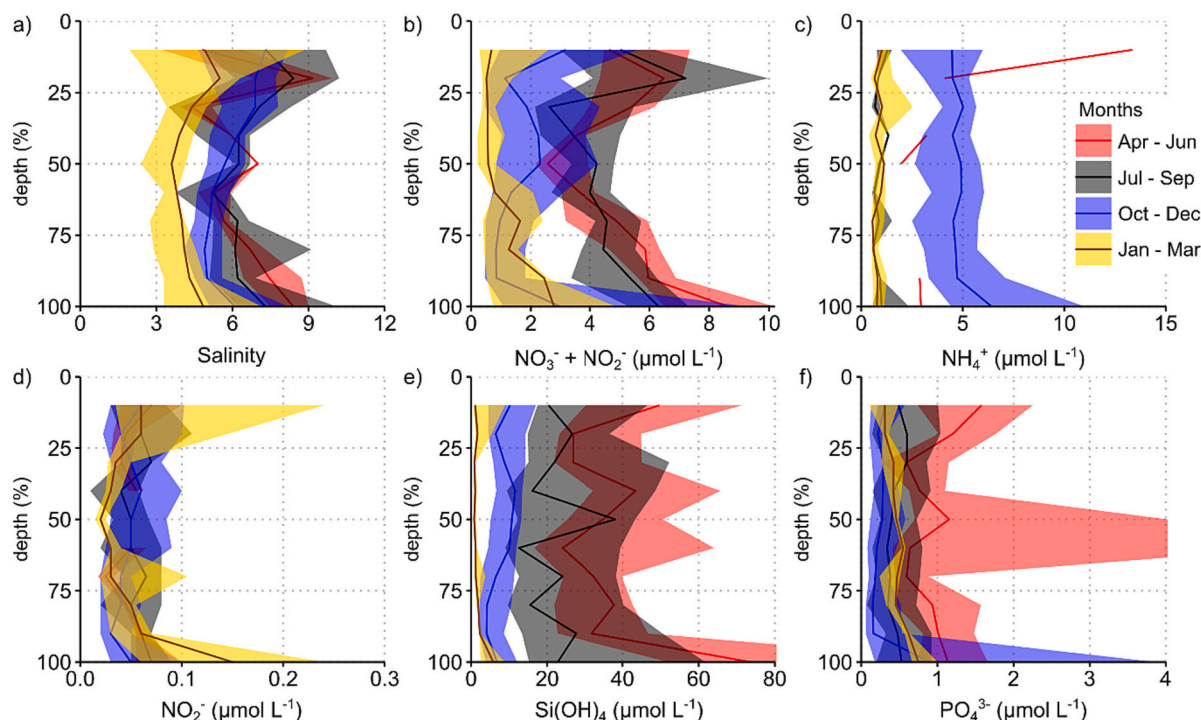 a)
b)
c)
0
25
50
75
100
depth (%)
0 3 6 9 12
Salinity
0
25
50
75
100
depth (%)
0 2 4 6 8 10
NO₃⁻ + NO₂⁻ (µmol L⁻¹)
0
25
50
75
100
depth (%)
0 5 10 15
NH₄⁺ (µmol L⁻¹)
Months
Apr - Jun
Jul - Sep
Oct - Dec
Jan - Mar
d)
e)
f)
0
25
50
75
100
depth (%)
0 0.1 0.2 0.3
NO₂⁻ (µmol L⁻¹)
0
25
50
75
100
depth (%)
0 20 40 60 80
Si(OH)₄ (µmol L⁻¹)
0
25
50
75
100
depth (%)
0 1 2 3 4
PO₄³⁻ (µmol L⁻¹)